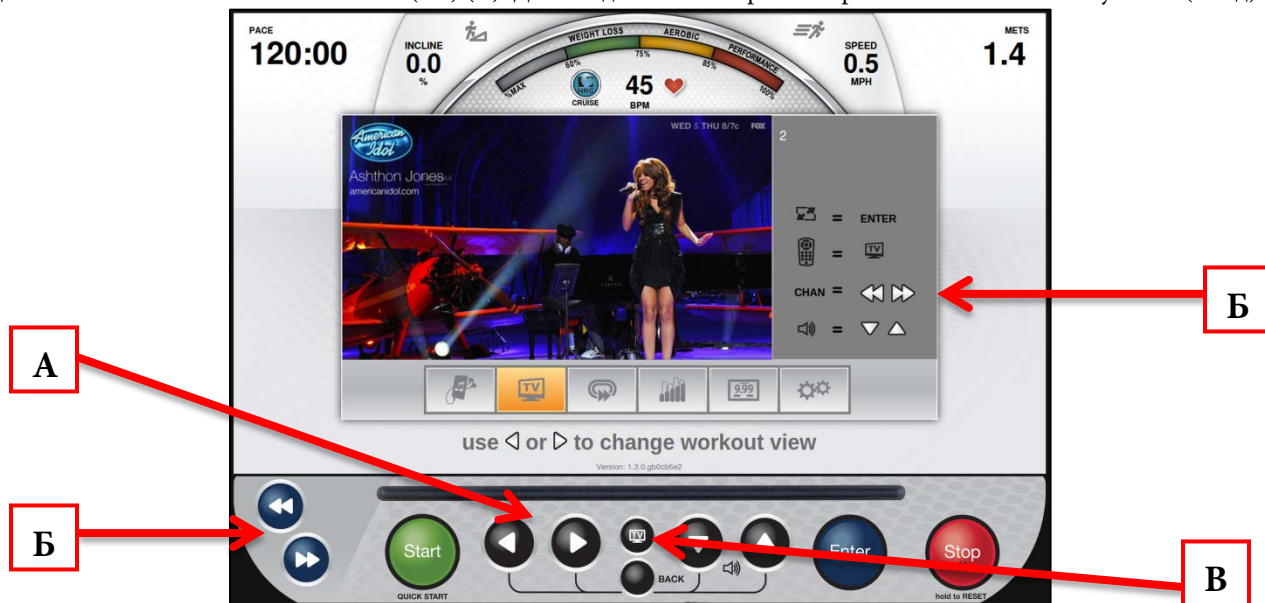 PACE
120:00
INCLINE
0.0
%
%MAX
60%
WEIGHT LOSS
75%
AEROBIC
85%
PERFORMANCE
100%
HRC
CRUISE
45
BPM
SPEED
0.5
MPH
METS
1.4
American Idol
Ashthon Jones
americanidol.com
WED & THU 8/7c FOX
2
= ENTER
= TV
CHAN =
=
Б
А
TV
9.99
use ◁ or ▷ to change workout view
Version: 1.3.0.gb0cb5e2
Б
Start
QUICK START
TV
BACK
Enter
Stop
hold to RESET
В